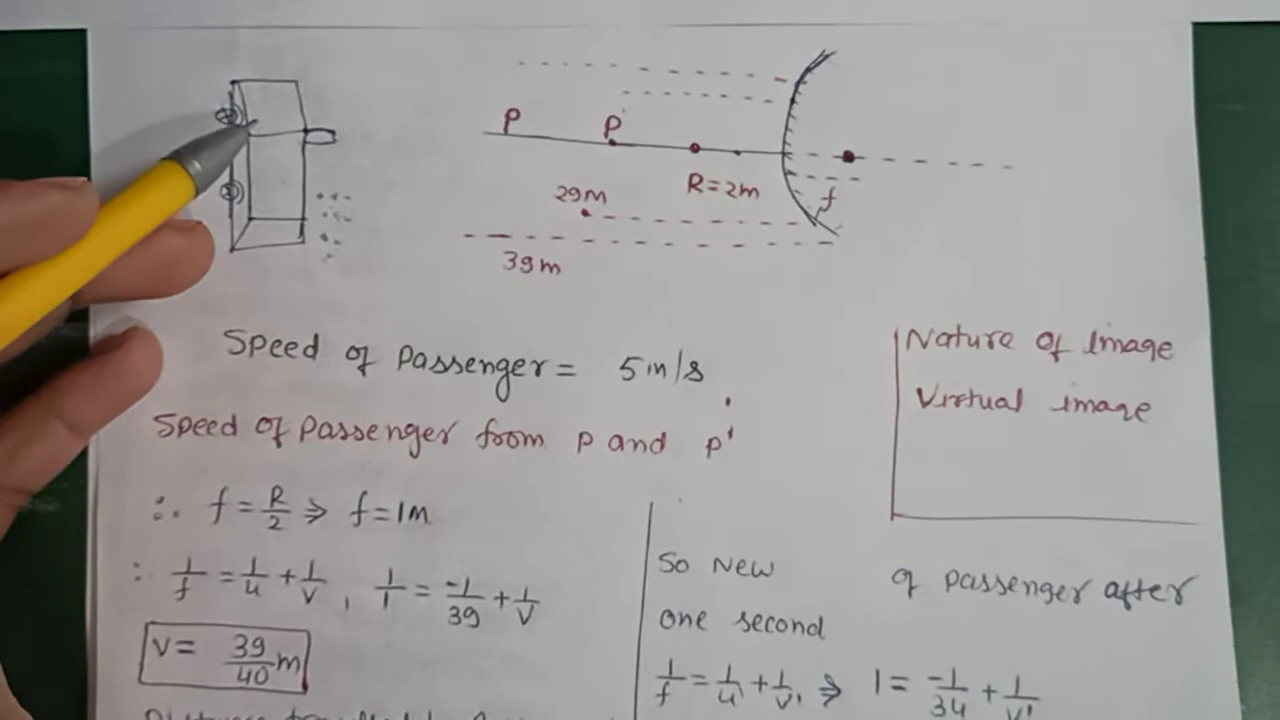 P
P'
R=2m
f
29m
39m
Speed of Passenger = 5m/s
Speed of Passenger from P and P'
∴ f = R/2 ⇒ f=1m
: 1/f = 1/u + 1/v , 1/1 = -1/39 + 1/v
v = 39/40 m
Nature of Image
Virtual image
So New of passenger after
one second
1/f = 1/u' + 1/v' ⇒ 1 = -1/34 + 1/v'